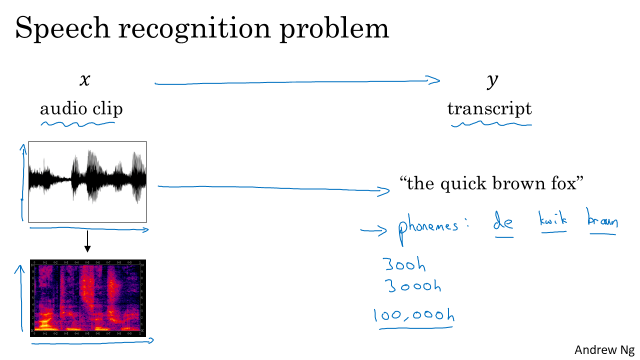 Speech recognition problem
x
y
audio clip
transcript
"the quick brown fox"
phonemes: de kwik braun
300h
3000h
100,000h
Andrew Ng